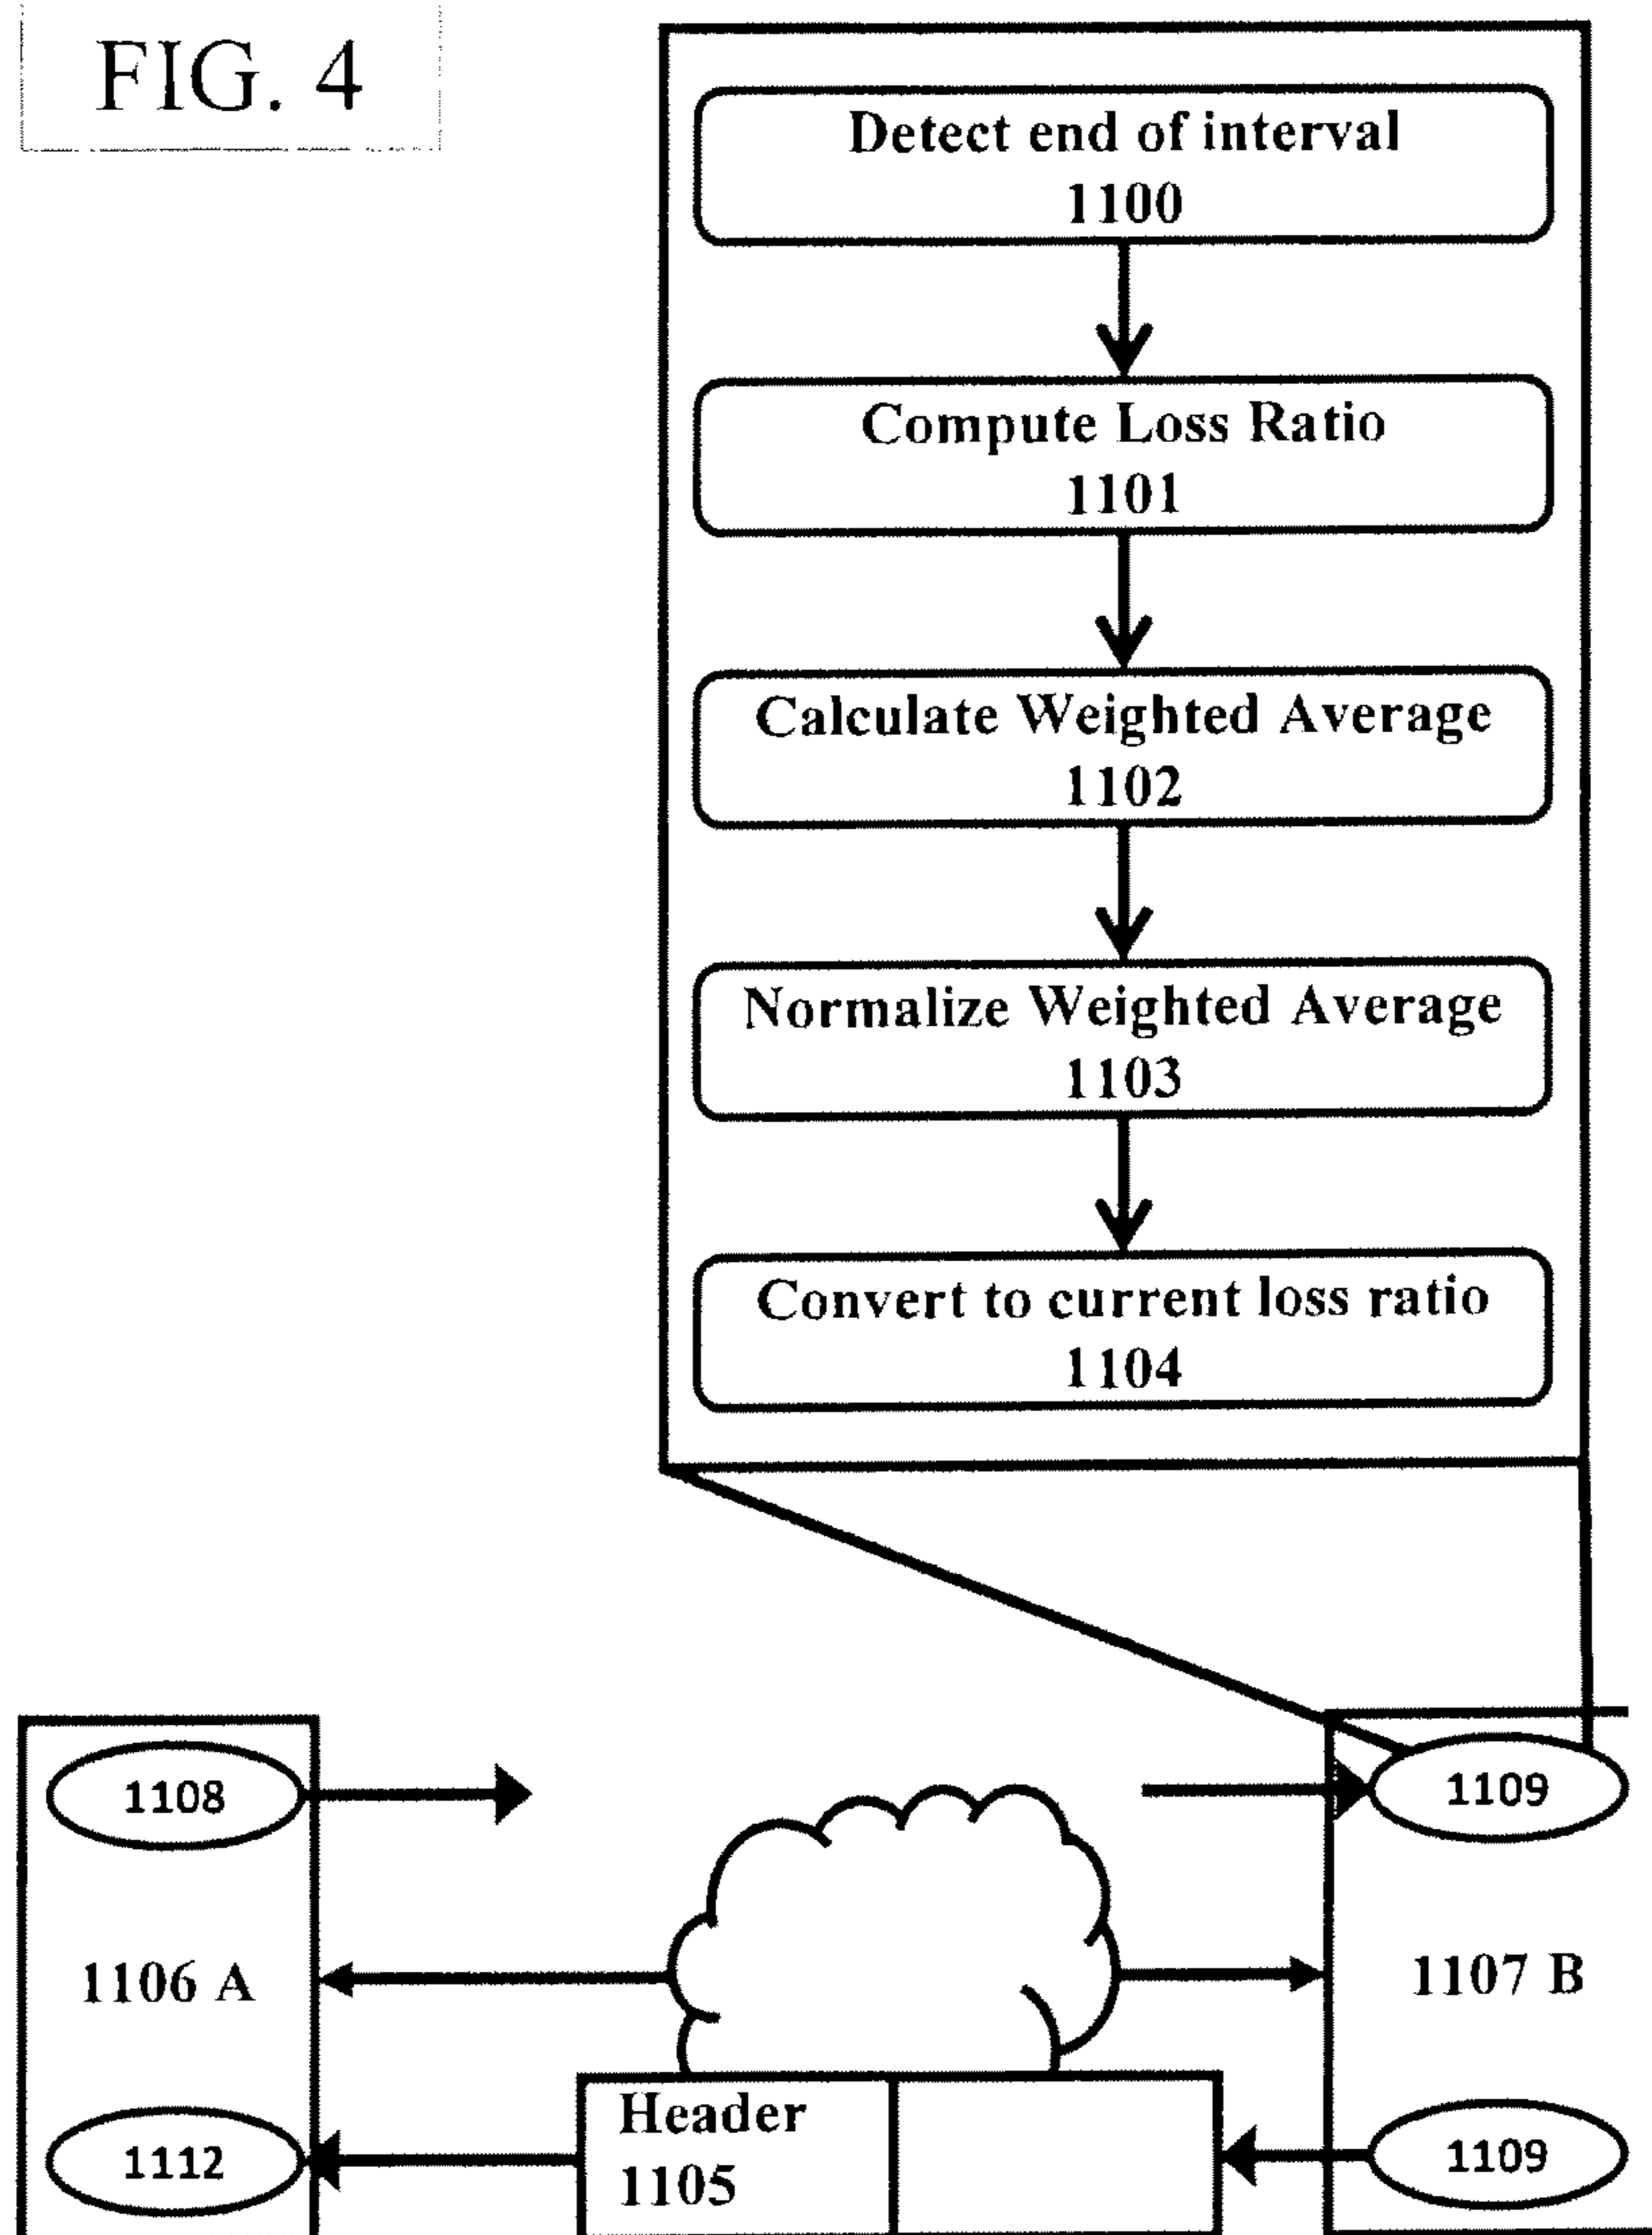 FIG. 4
Detect end of interval
1100
Compute Loss Ratio
1101
Calculate Weighted Average
1102
Normalize Weighted Average
1103
Convert to current loss ratio
1104
1108
1109
1106 A
1107 B
Header
1105
1112
1109